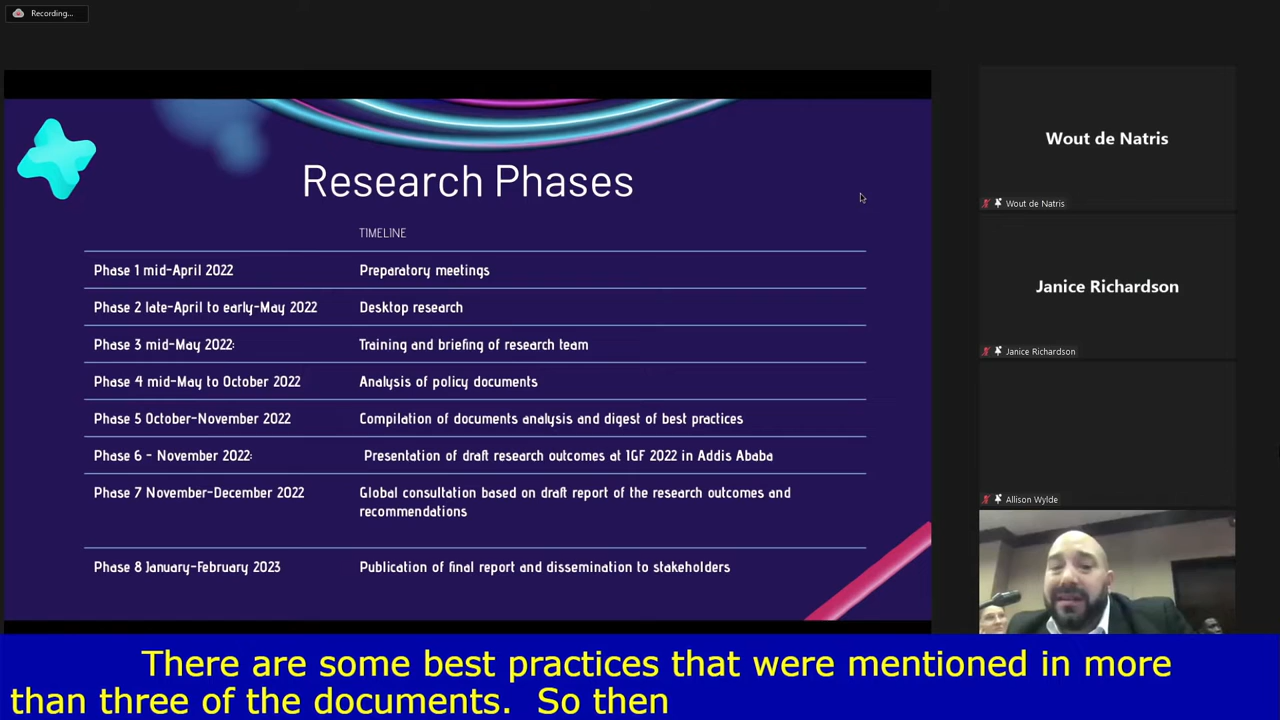 Recording...
Research Phases
TIMELINE
Phase 1 mid-April 2022 Preparatory meetings
Phase 2 late-April to early-May 2022 Desktop research
Phase 3 mid-May 2022: Training and briefing of research team
Phase 4 mid-May to October 2022 Analysis of policy documents
Phase 5 October-November 2022 Compilation of documents analysis and digest of best practices
Phase 6 - November 2022: Presentation of draft research outcomes at IGF 2022 in Addis Ababa
Phase 7 November-December 2022 Global consultation based on draft report of the research outcomes and
recommendations
Phase 8 January-February 2023 Publication of final report and dissemination to stakeholders
Wout de Natris
Wout de Natris
Janice Richardson
Janice Richardson
Allison Wylde
There are some best practices that were mentioned in more
than three of the documents. So then